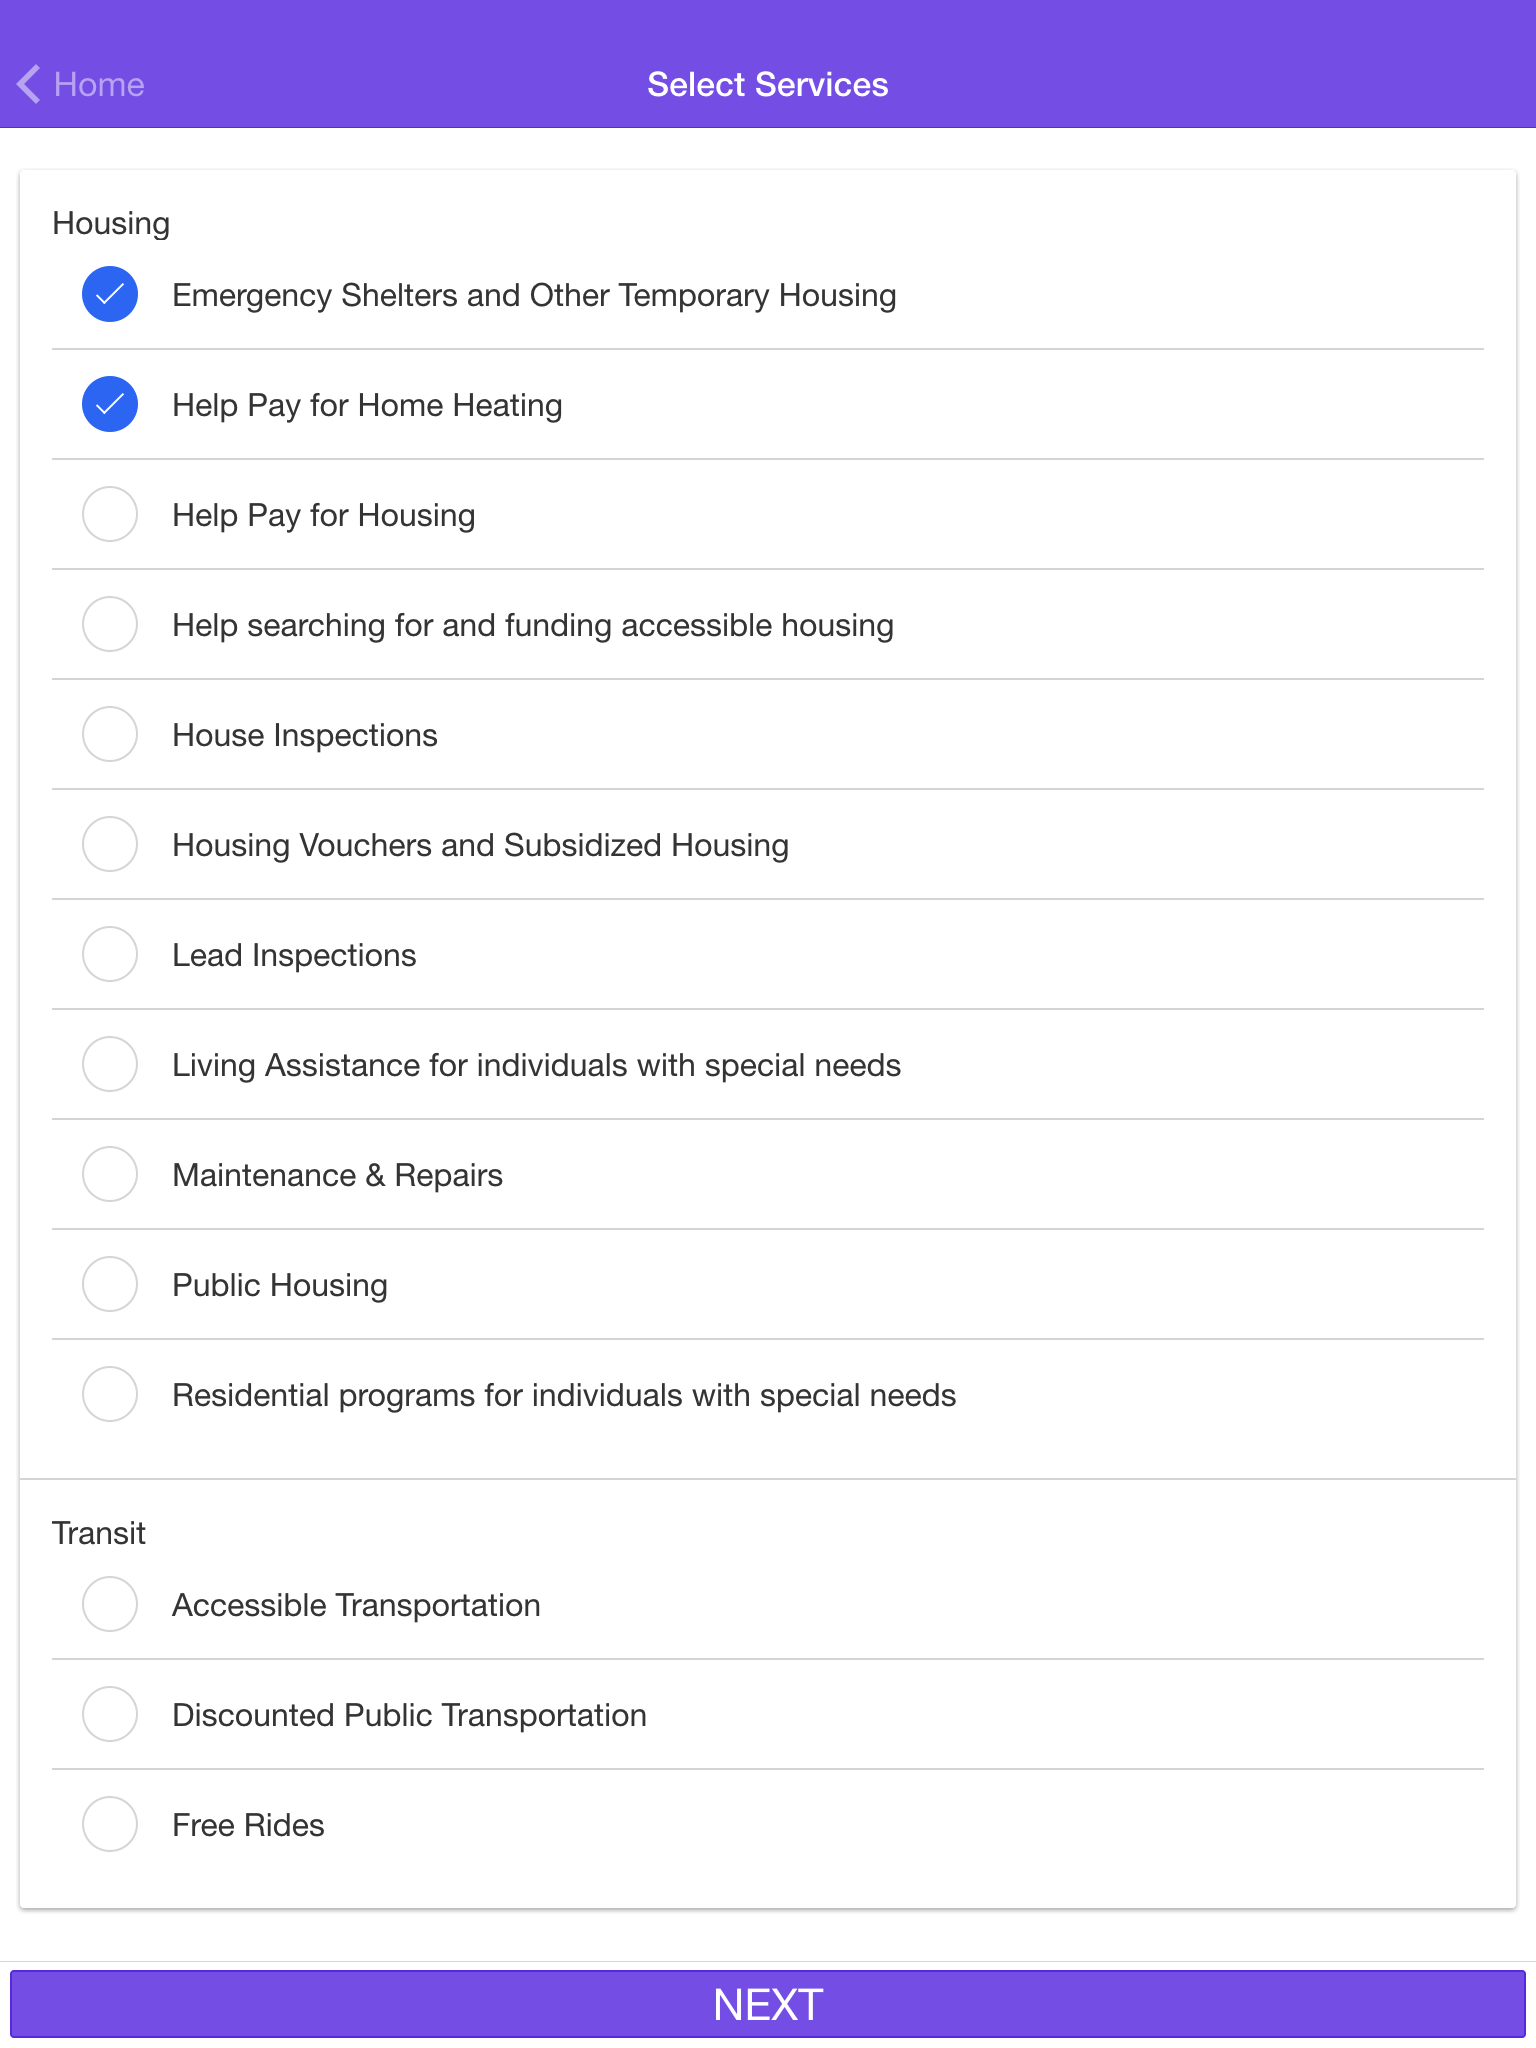 Home
Select Services
Housing
Emergency Shelters and Other Temporary Housing
Help Pay for Home Heating
Help Pay for Housing
Help searching for and funding accessible housing
House Inspections
Housing Vouchers and Subsidized Housing
Lead Inspections
Living Assistance for individuals with special needs
Maintenance & Repairs
Public Housing
Residential programs for individuals with special needs
Transit
Accessible Transportation
Discounted Public Transportation
Free Rides
NEXT